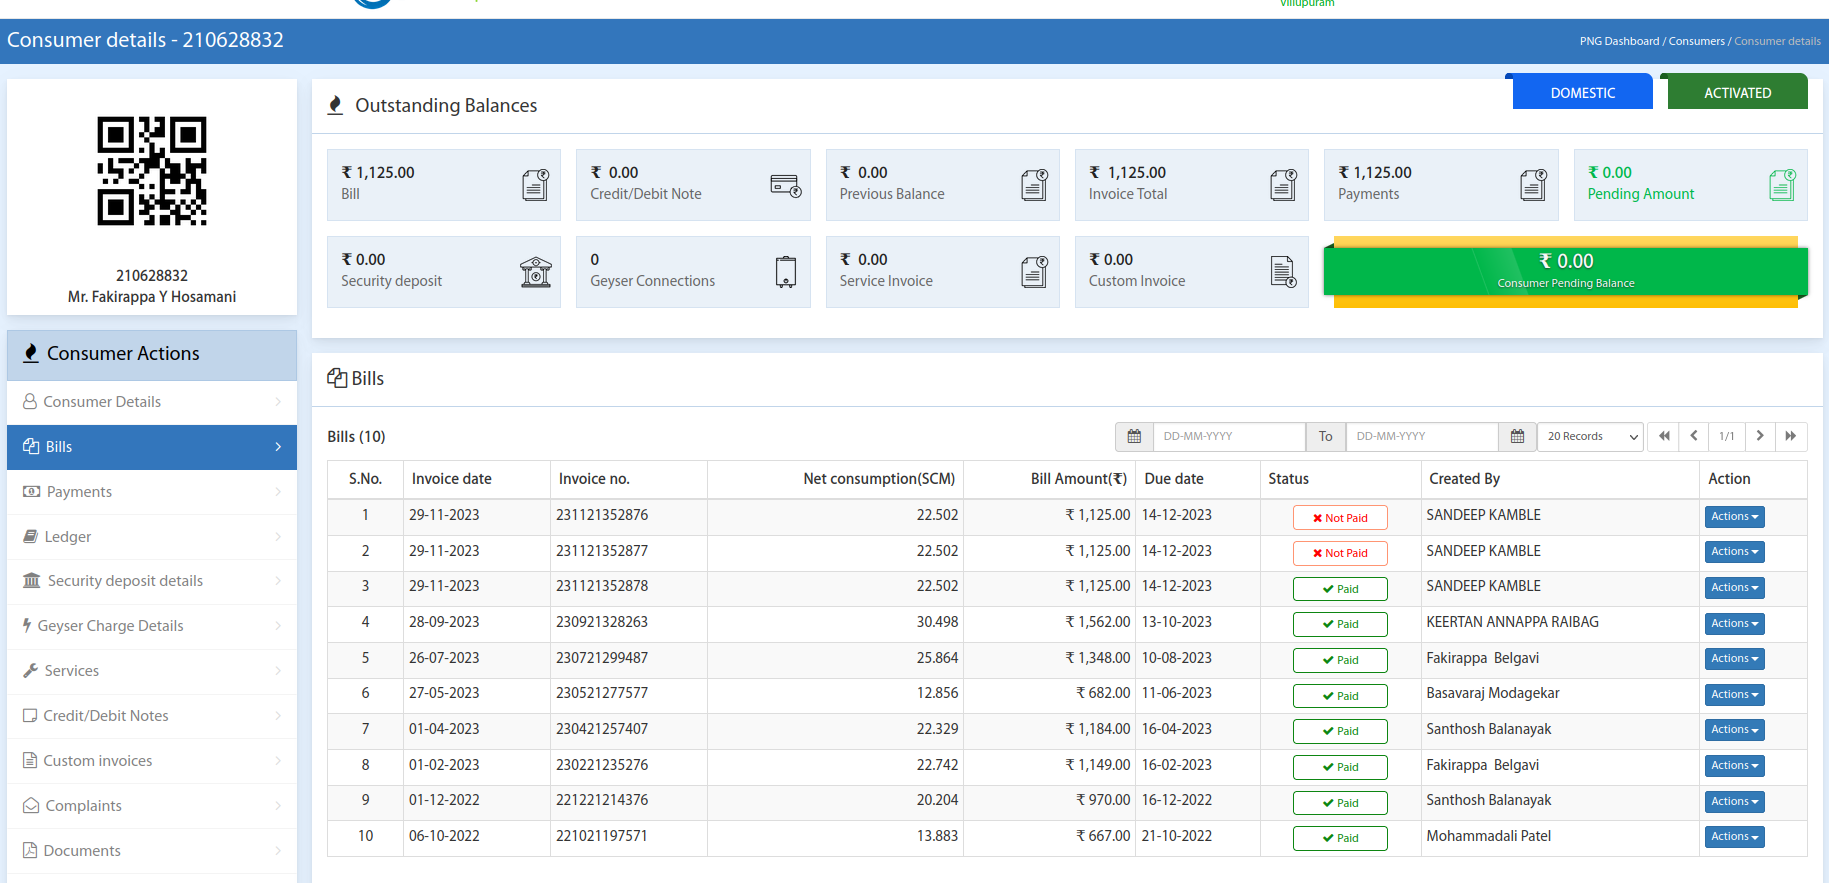 Villupuram
Consumer details - 210628832
PNG Dashboard / Consumers / Consumer details
210628832
Mr. Fakirappa Y Hosamani
Consumer Actions
Consumer Details
Bills
Payments
Ledger
Security deposit details
Geyser Charge Details
Services
Credit/Debit Notes
Custom invoices
Complaints
Documents
Outstanding Balances
DOMESTIC
ACTIVATED
₹ 1,125.00
Bill
₹ 0.00
Credit/Debit Note
₹ 0.00
Previous Balance
₹ 1,125.00
Invoice Total
₹ 1,125.00
Payments
₹ 0.00
Pending Amount
₹ 0.00
Security deposit
0
Geyser Connections
₹ 0.00
Service Invoice
₹ 0.00
Custom Invoice
₹ 0.00
Consumer Pending Balance
Bills
Bills (10)
DD-MM-YYYY To DD-MM-YYYY 20 Records 1/1
S.No. Invoice date Invoice no. Net consumption(SCM) Bill Amount(₹) Due date Status Created By Action
1 29-11-2023 231121352876 22.502 ₹ 1,125.00 14-12-2023 Not Paid SANDEEP KAMBLE Actions
2 29-11-2023 231121352877 22.502 ₹ 1,125.00 14-12-2023 Not Paid SANDEEP KAMBLE Actions
3 29-11-2023 231121352878 22.502 ₹ 1,125.00 14-12-2023 Paid SANDEEP KAMBLE Actions
4 28-09-2023 230921328263 30.498 ₹ 1,562.00 13-10-2023 Paid KEERTAN ANNAPPA RAIBAG Actions
5 26-07-2023 230721299487 25.864 ₹ 1,348.00 10-08-2023 Paid Fakirappa Belgavi Actions
6 27-05-2023 230521277577 12.856 ₹ 682.00 11-06-2023 Paid Basavaraj Modagekar Actions
7 01-04-2023 230421257407 22.329 ₹ 1,184.00 16-04-2023 Paid Santhosh Balanayak Actions
8 01-02-2023 230221235276 22.742 ₹ 1,149.00 16-02-2023 Paid Fakirappa Belgavi Actions
9 01-12-2022 221221214376 20.204 ₹ 970.00 16-12-2022 Paid Santhosh Balanayak Actions
10 06-10-2022 221021197571 13.883 ₹ 667.00 21-10-2022 Paid Mohammadali Patel Actions